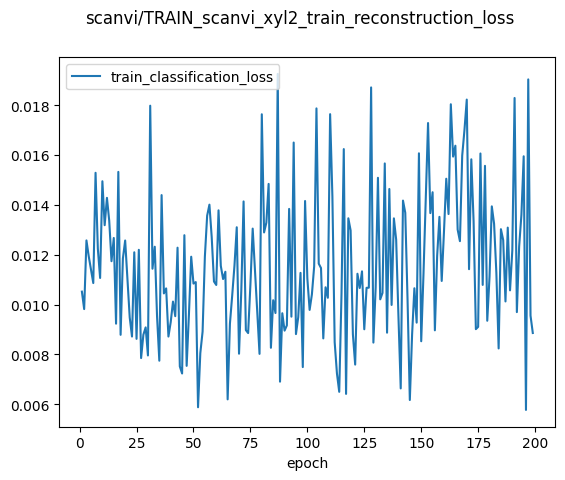 scanvi/TRAIN_scanvi_xyl2_train_reconstruction_loss
train_classification_loss
0.018
0.016
0.014
0.012
0.010
0.008
0.006
0 25 50 75 100 125 150 175 200
epoch